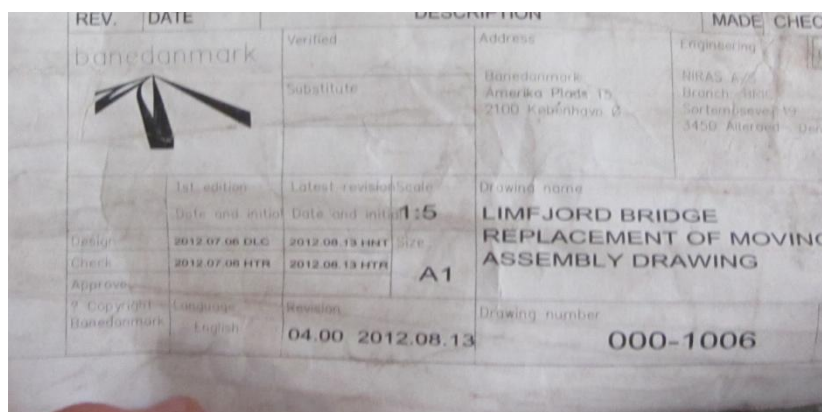 REV. DATE DESCRIPTION MADE CHEC
banedanmark
Verified
Substitute
Address
Banedanmark
Amerika Plads 15
2100 København Ø
Engineering
NIRAS A/S
Branch
3450 Allerød
1st. edition
Date and initial
Latest revision
Date and initial
Scale
1:5
Design 2012.07.06 DLC 2012.08.13 HNT
Size
A1
Check 2012.07.06 HTR 2012.08.13 HTR
Approve
? Copyright
Banedanmark
Language
English
Revision
04.00 2012.08.13
Drawing name
LIMFJORD BRIDGE
REPLACEMENT OF MOVING
ASSEMBLY DRAWING
Drawing number
000-1006